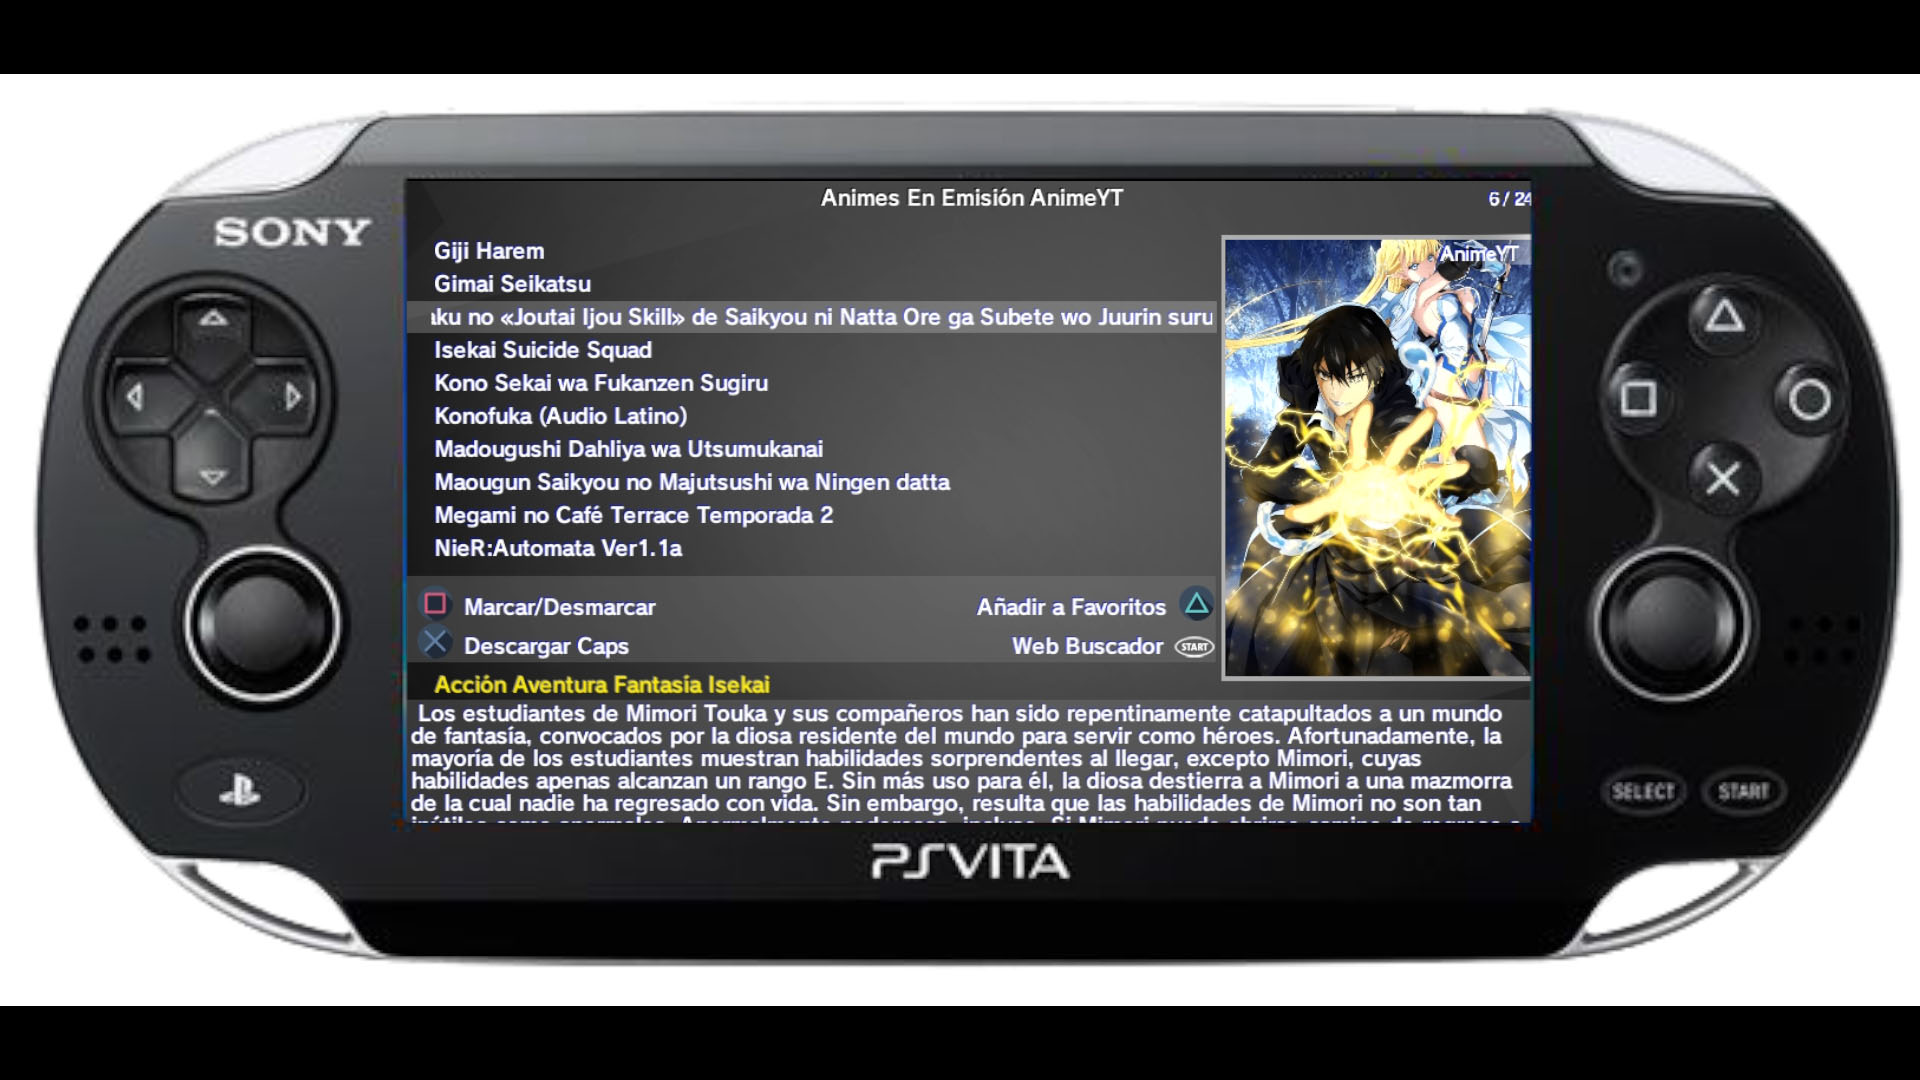 Animes En Emisión AnimeYT
6 / 24
SONY
AnimeYT
Giji Harem
Gimai Seikatsu
ku no «Joutai Ijou Skill» de Saikyou ni Natta Ore ga Subete wo Juurin suru
Isekai Suicide Squad
Kono Sekai wa Fukanzen Sugiru
Konofuka (Audio Latino)
Madougushi Dahliya wa Utsumukanai
Maougun Saikyou no Majutsushi wa Ningen datta
Megami no Café Terrace Temporada 2
NieR:Automata Ver1.1a
Marcar/Desmarcar
Añadir a Favoritos
Descargar Caps
Web Buscador START
Acción Aventura Fantasía Isekai
Los estudiantes de Mimori Touka y sus compañeros han sido repentinamente catapultados a un mundo
de fantasía, convocados por la diosa residente del mundo para servir como héroes. Afortunadamente, la
mayoría de los estudiantes muestran habilidades sorprendentes al llegar, excepto Mimori, cuyas
habilidades apenas alcanzan un rango E. Sin más uso para él, la diosa destierra a Mimori a una mazmorra
de la cual nadie ha regresado con vida. Sin embargo, resulta que las habilidades de Mimori no son tan
SELECT
START
PSVITA